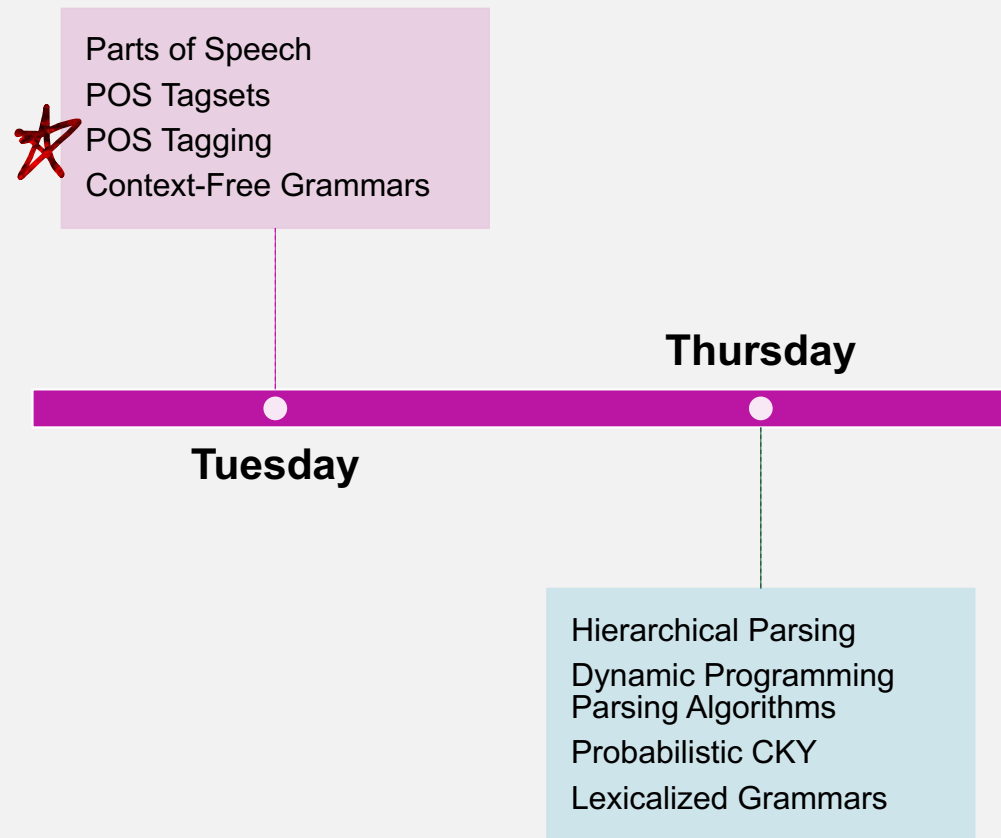 Parts of Speech
POS Tagsets
POS Tagging
Context-Free Grammars
Thursday
Tuesday
Hierarchical Parsing
Dynamic Programming
Parsing Algorithms
Probabilistic CKY
Lexicalized Grammars